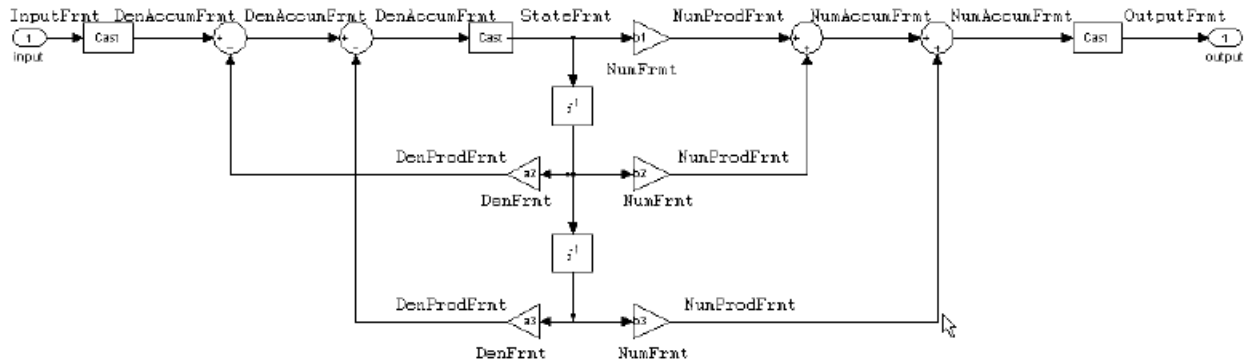 InputFrmt DenAccumFrmt DenAccumFrmt DenAccumFrmt StateFrmt NumProdFrmt NumAccumFrmt NumAccumFrmt OutputFrmt
1 Cast + - + - Cast b1 + + + + Cast 1
input NumFrmt output
z-1
DenProdFrmt NumProdFrmt
a2 b2
DenFrmt NumFrmt
z-1
DenProdFrmt NumProdFrmt
a3 b3
DenFrmt NumFrmt